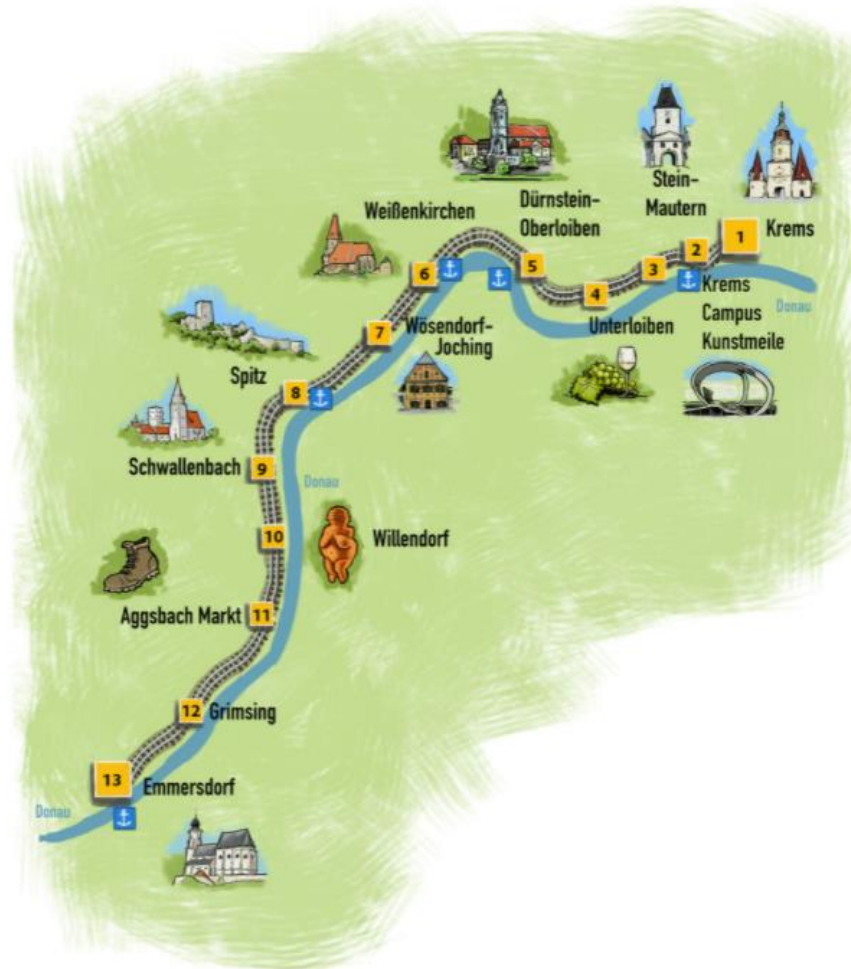 Dürnstein-
Oberloiben
Stein-
Mautern
Krems
Weißenkirchen
1
2
3
4
5
6
7
Krems
Campus
Kunstmeile
Donau
Unterloiben
Wösendorf-
Joching
Spitz
8
Schwallenbach
9
Donau
10
Willendorf
Aggsbach Markt
11
12
Grimsing
13
Emmersdorf
Donau